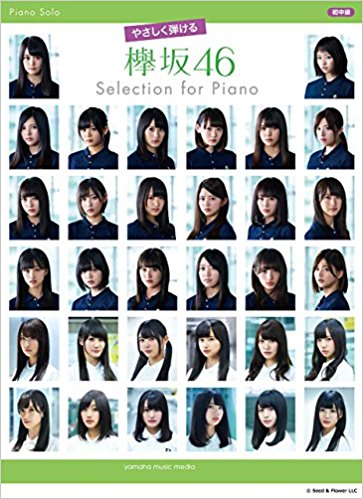 Piano Solo
初中級
やさしく弾ける
欅坂46
Selection for Piano
yamaha music media
© Seed & Flower LLC